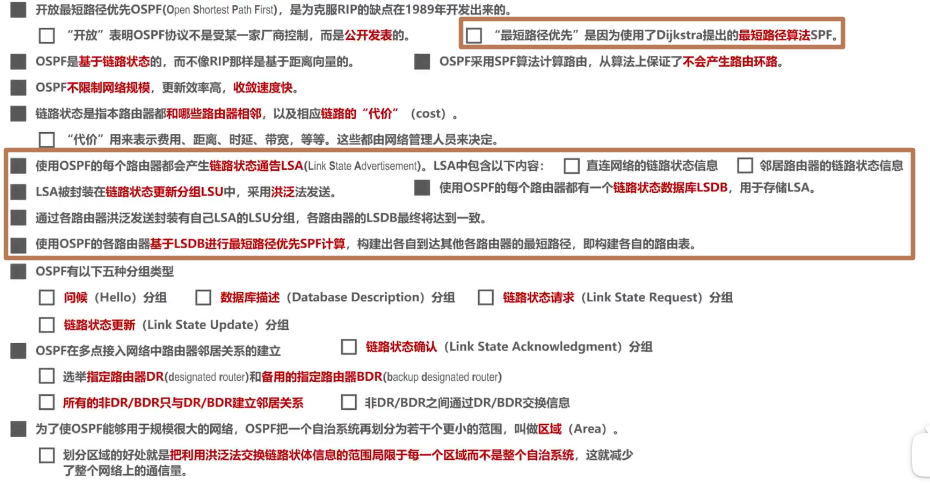 开放最短路径优先OSPF(Open Shortest Path First)，是为克服RIP的缺点在1989年开发出来的。
“开放”表明OSPF协议不是受某一家厂商控制，而是公开发表的。
“最短路径优先”是因为使用了Dijkstra提出的最短路径算法SPF。
OSPF是基于链路状态的，而不像RIP那样是基于距离向量的。
OSPF采用SPF算法计算路由，从算法上保证了不会产生路由环路。
OSPF不限制网络规模，更新效率高，收敛速度快。
链路状态是指本路由器都和哪些路由器相邻，以及相应链路的“代价”（cost）。
“代价”用来表示费用、距离、时延、带宽，等等。这些都由网络管理人员来决定。
使用OSPF的每个路由器都会产生链路状态通告LSA(Link State Advertisement)。LSA中包含以下内容：
直连网络的链路状态信息
邻居路由器的链路状态信息
LSA被封装在链路状态更新分组LSU中，采用洪泛法发送。
使用OSPF的每个路由器都有一个链路状态数据库LSDB，用于存储LSA。
通过各路由器洪泛发送封装有自己LSA的LSU分组，各路由器的LSDB最终将达到一致。
使用OSPF的各路由器基于LSDB进行最短路径优先SPF计算，构建出各自到达其他各路由器的最短路径，即构建各自的路由表。
OSPF有以下五种分组类型
问候（Hello）分组
数据库描述（Database Description）分组
链路状态请求（Link State Request）分组
链路状态更新（Link State Update）分组
链路状态确认（Link State Acknowledgment）分组
OSPF在多点接入网络中路由器邻居关系的建立
选举指定路由器DR(designated router)和备用的指定路由器BDR(backup designated router)
所有的非DR/BDR只与DR/BDR建立邻居关系
非DR/BDR之间通过DR/BDR交换信息
为了使OSPF能够用于规模很大的网络，OSPF把一个自治系统再划分为若干个更小的范围，叫做区域（Area）。
划分区域的好处就是把利用洪泛法交换链路状体信息的范围局限于每一个区域而不是整个自治系统，这就减少
了整个网络上的通信量。